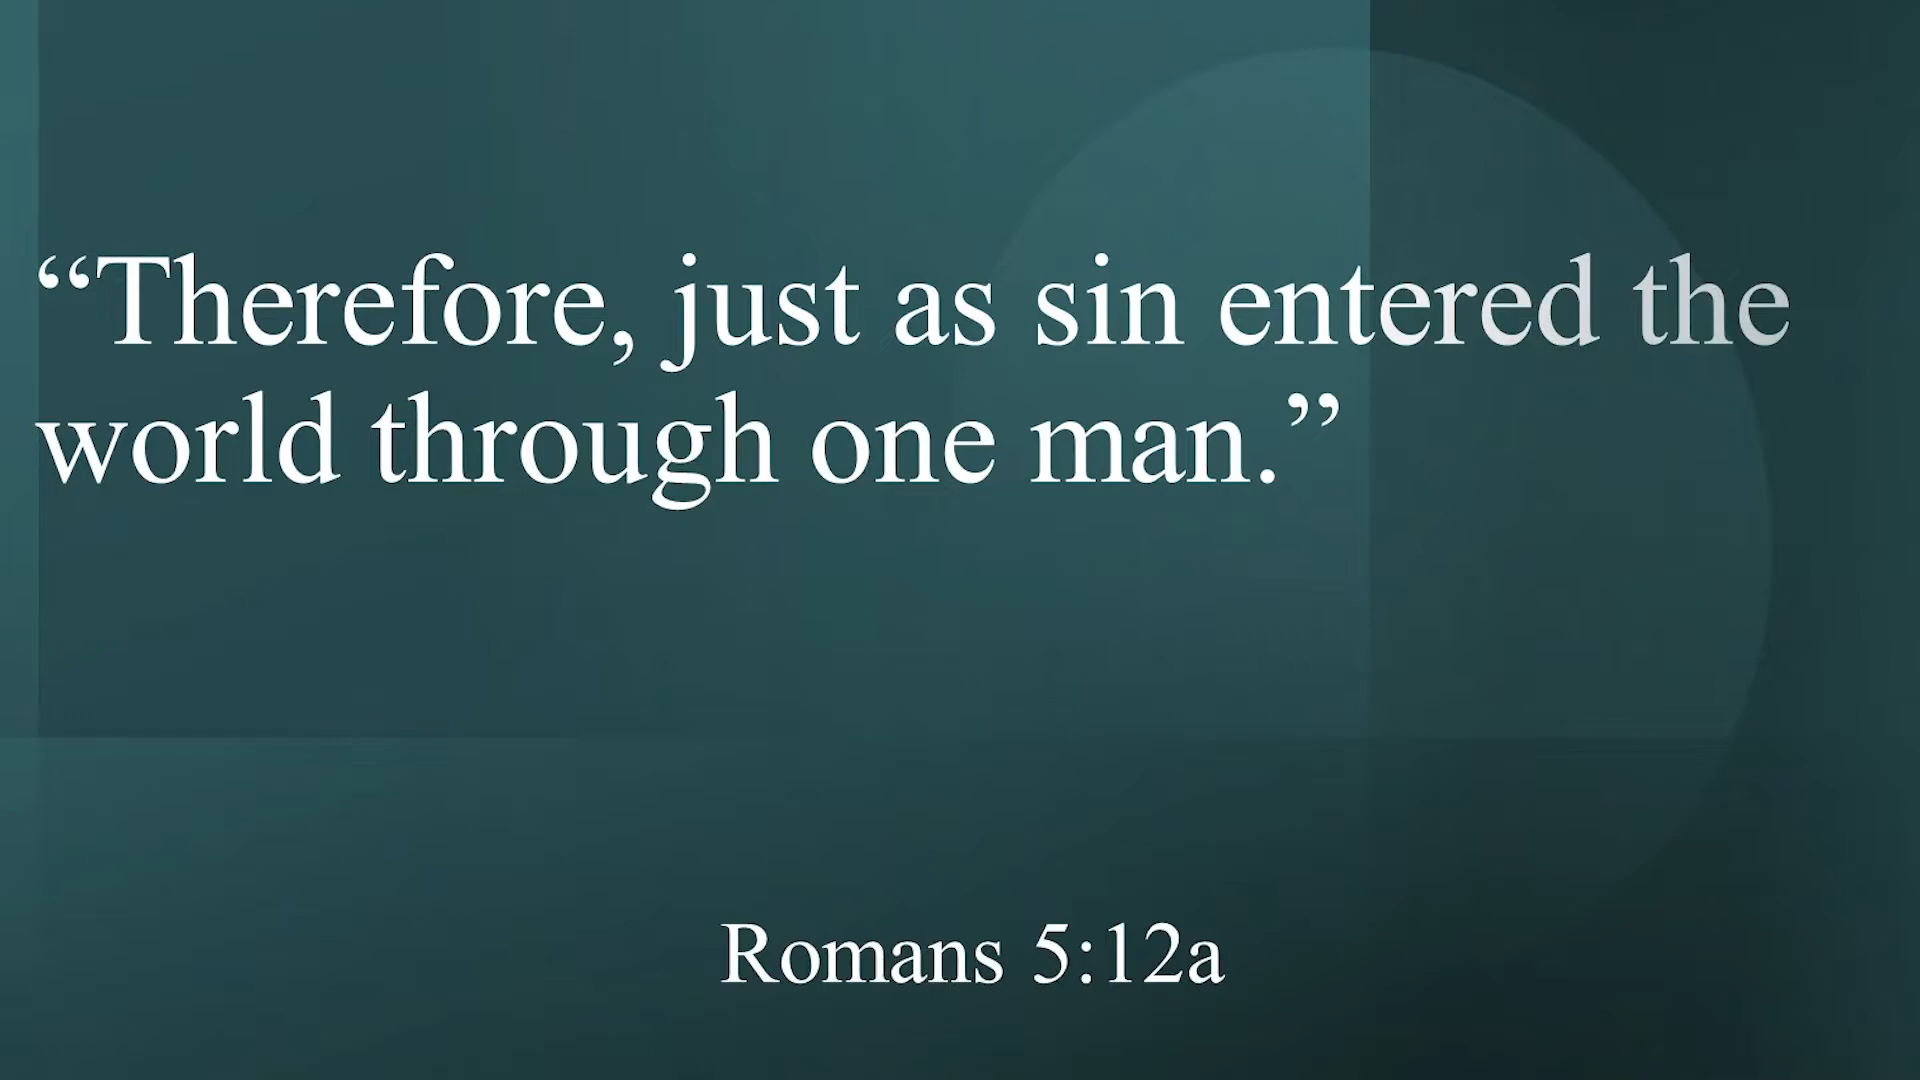 “Therefore, just as sin entered the
world through one man.”
Romans 5:12a